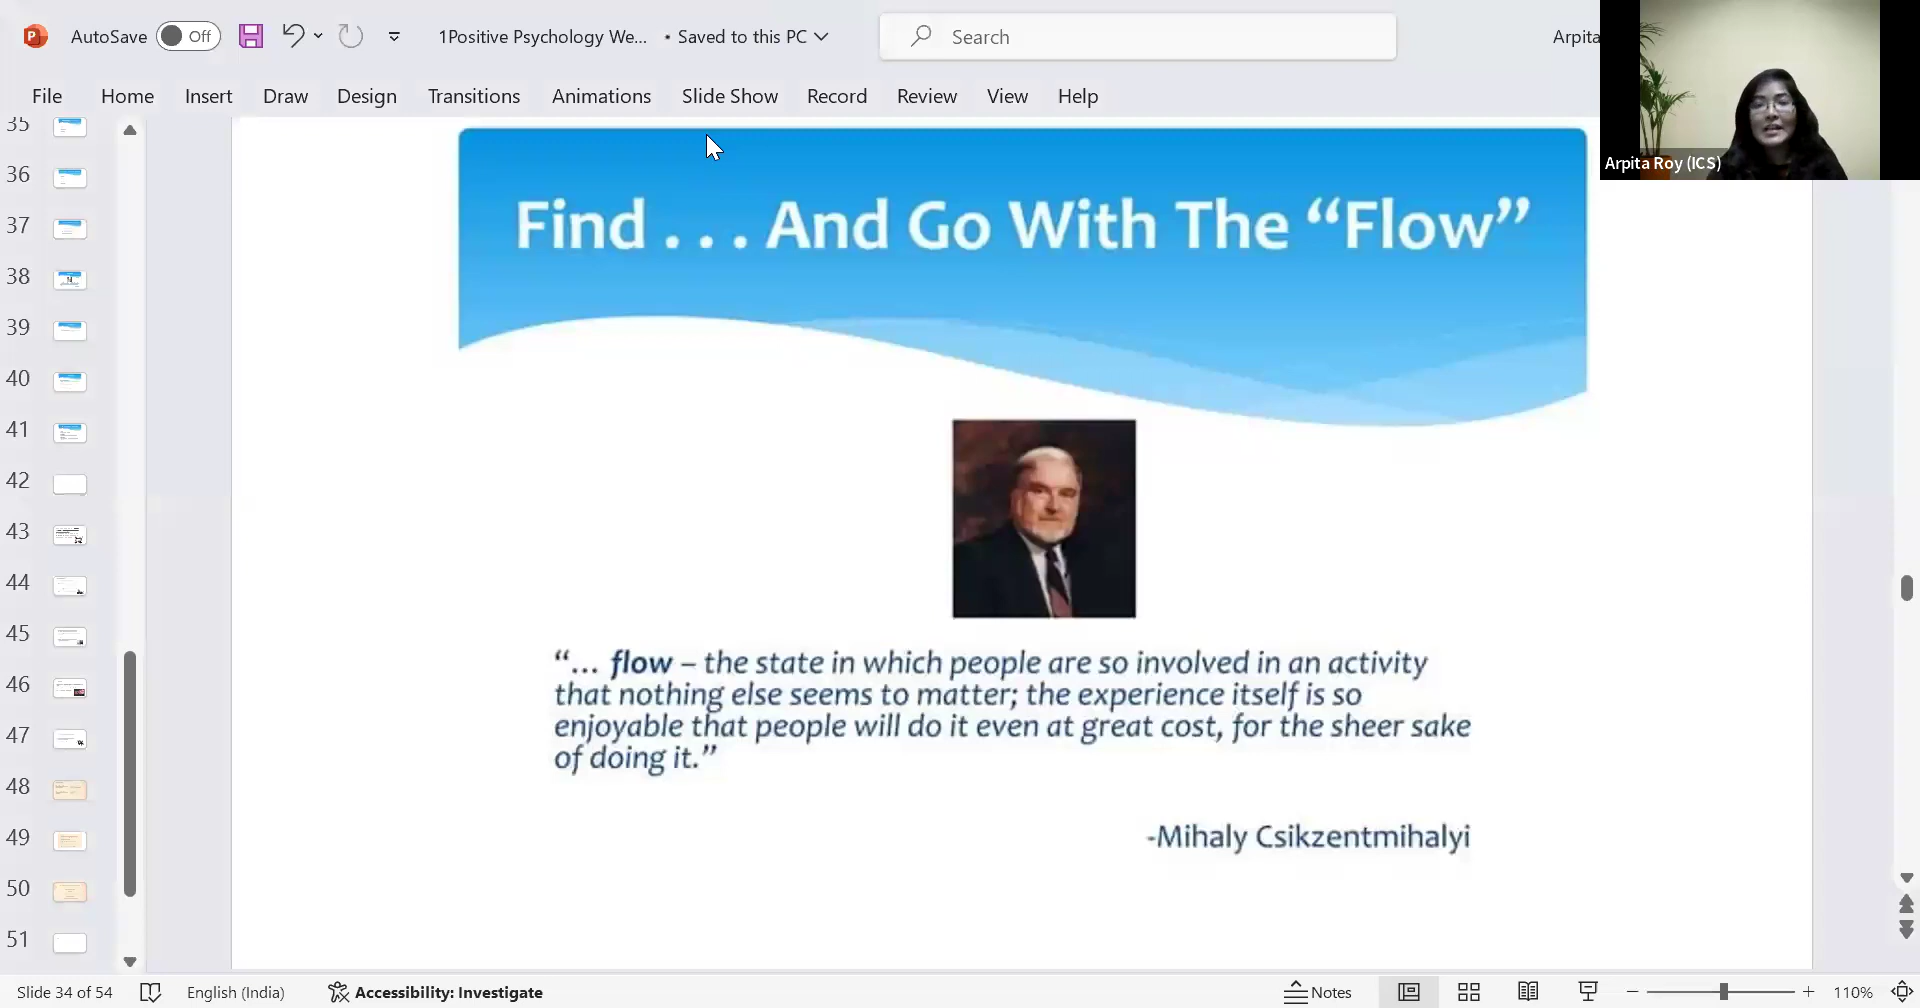 AutoSave Off 1Positive Psychology We... • Saved to this PC Search Arpita
File Home Insert Draw Design Transitions Animations Slide Show Record Review View Help
Arpita Roy (ICS)
35
36
37
38
39
40
41
42
43
44
45
46
47
48
49
50
51
Find . . . And Go With The “Flow”
“... flow – the state in which people are so involved in an activity
that nothing else seems to matter; the experience itself is so
enjoyable that people will do it even at great cost, for the sheer sake
of doing it.”
-Mihaly Csikzentmihalyi
Slide 34 of 54 English (India) Accessibility: Investigate Notes 110%